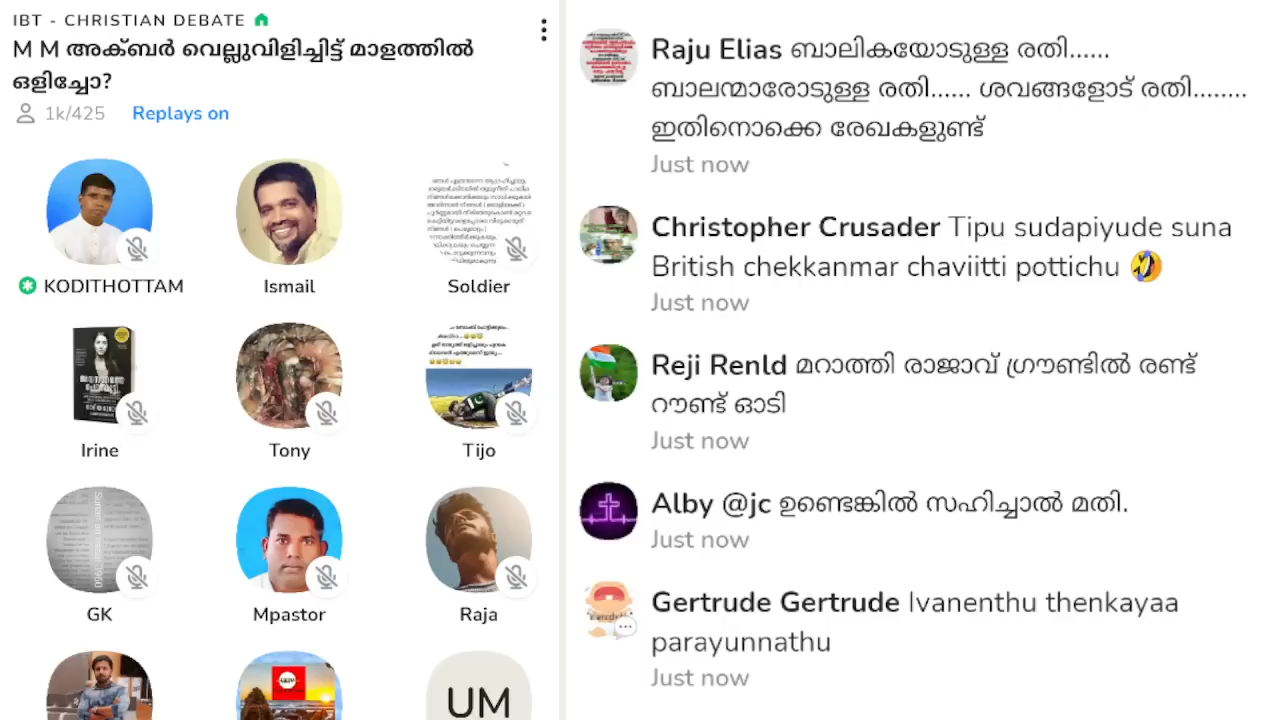 IBT - CHRISTIAN DEBATE
M M അക്ബർ വെല്ലുവിളിച്ചിട്ട് മാളത്തിൽ
ഒളിച്ചോ?
1k/425 Replays on
KODITHOTTAM
Ismail
Soldier
Irine
Tony
Tijo
GK
Mpastor
Raja
UM
Raju Elias ബാലികയോടുള്ള രതി......
ബാലന്മാരോടുള്ള രതി...... ശവങ്ങളോട് രതി........
ഇതിനൊക്കെ രേഖകളുണ്ട്
Just now
Christopher Crusader Tipu sudapiyude suna
British chekkanmar chaviitti pottichu 🤣
Just now
Reji Renld മറാത്തി രാജാവ് ഗ്രൗണ്ടിൽ രണ്ട്
റൗണ്ട് ഓടി
Just now
Alby @jc ഉണ്ടെങ്കിൽ സഹിച്ചാൽ മതി.
Just now
Gertrude Gertrude Ivanenthu thenkayaa
parayunnathu
Just now